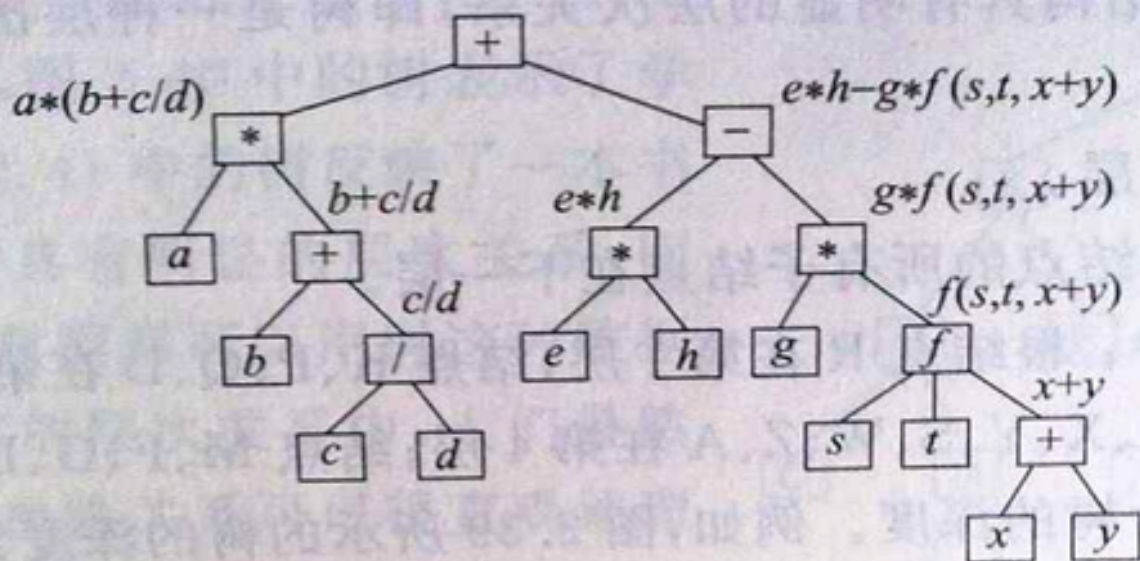 +
a*(b+c/d)
e*h−g*f(s,t, x+y)
*
−
b+c/d
e*h
g*f(s,t, x+y)
a
+
*
*
c/d
f(s,t, x+y)
b
/
e
h
g
f
x+y
c
d
s
t
+
x
y